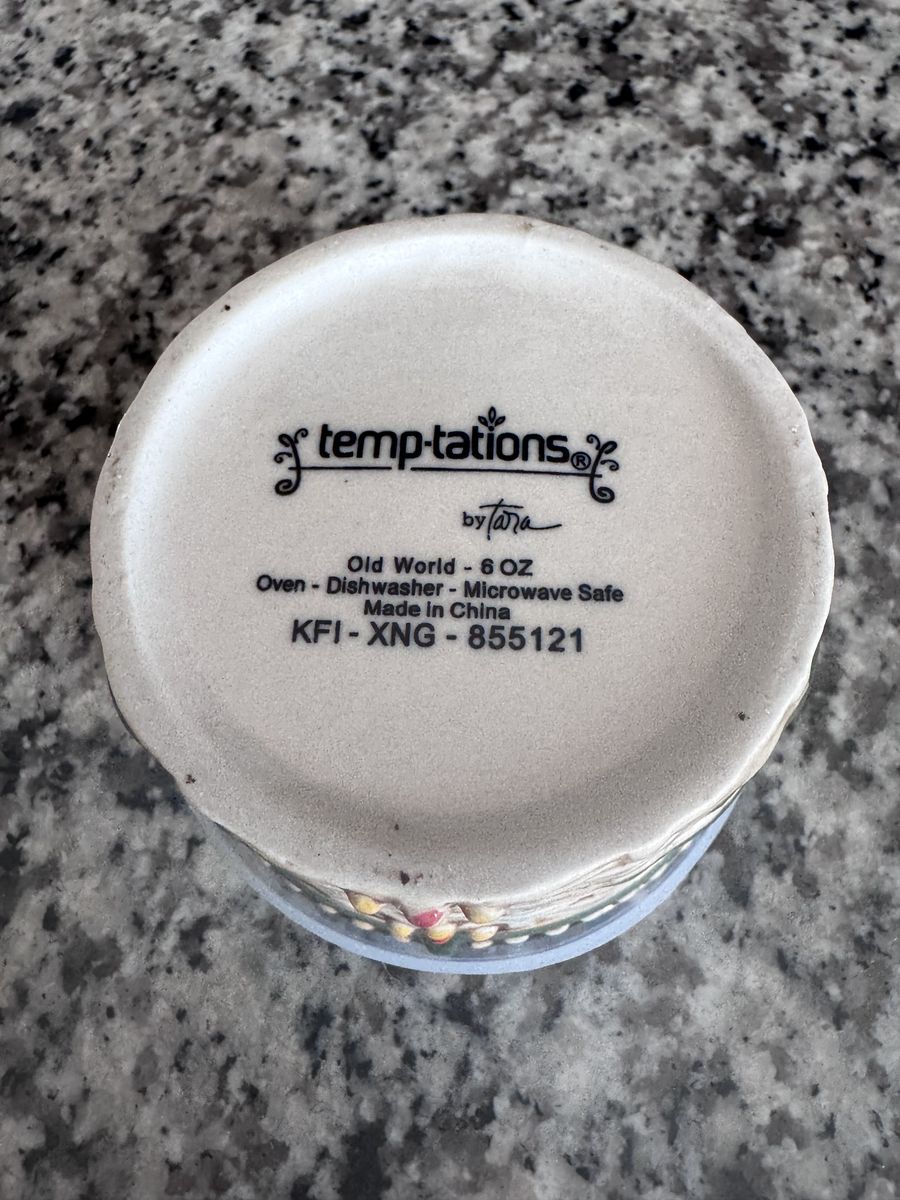 temp-tations®
by Tara
Old World - 6 OZ
Oven - Dishwasher - Microwave Safe
Made in China
KFI - XNG - 855121